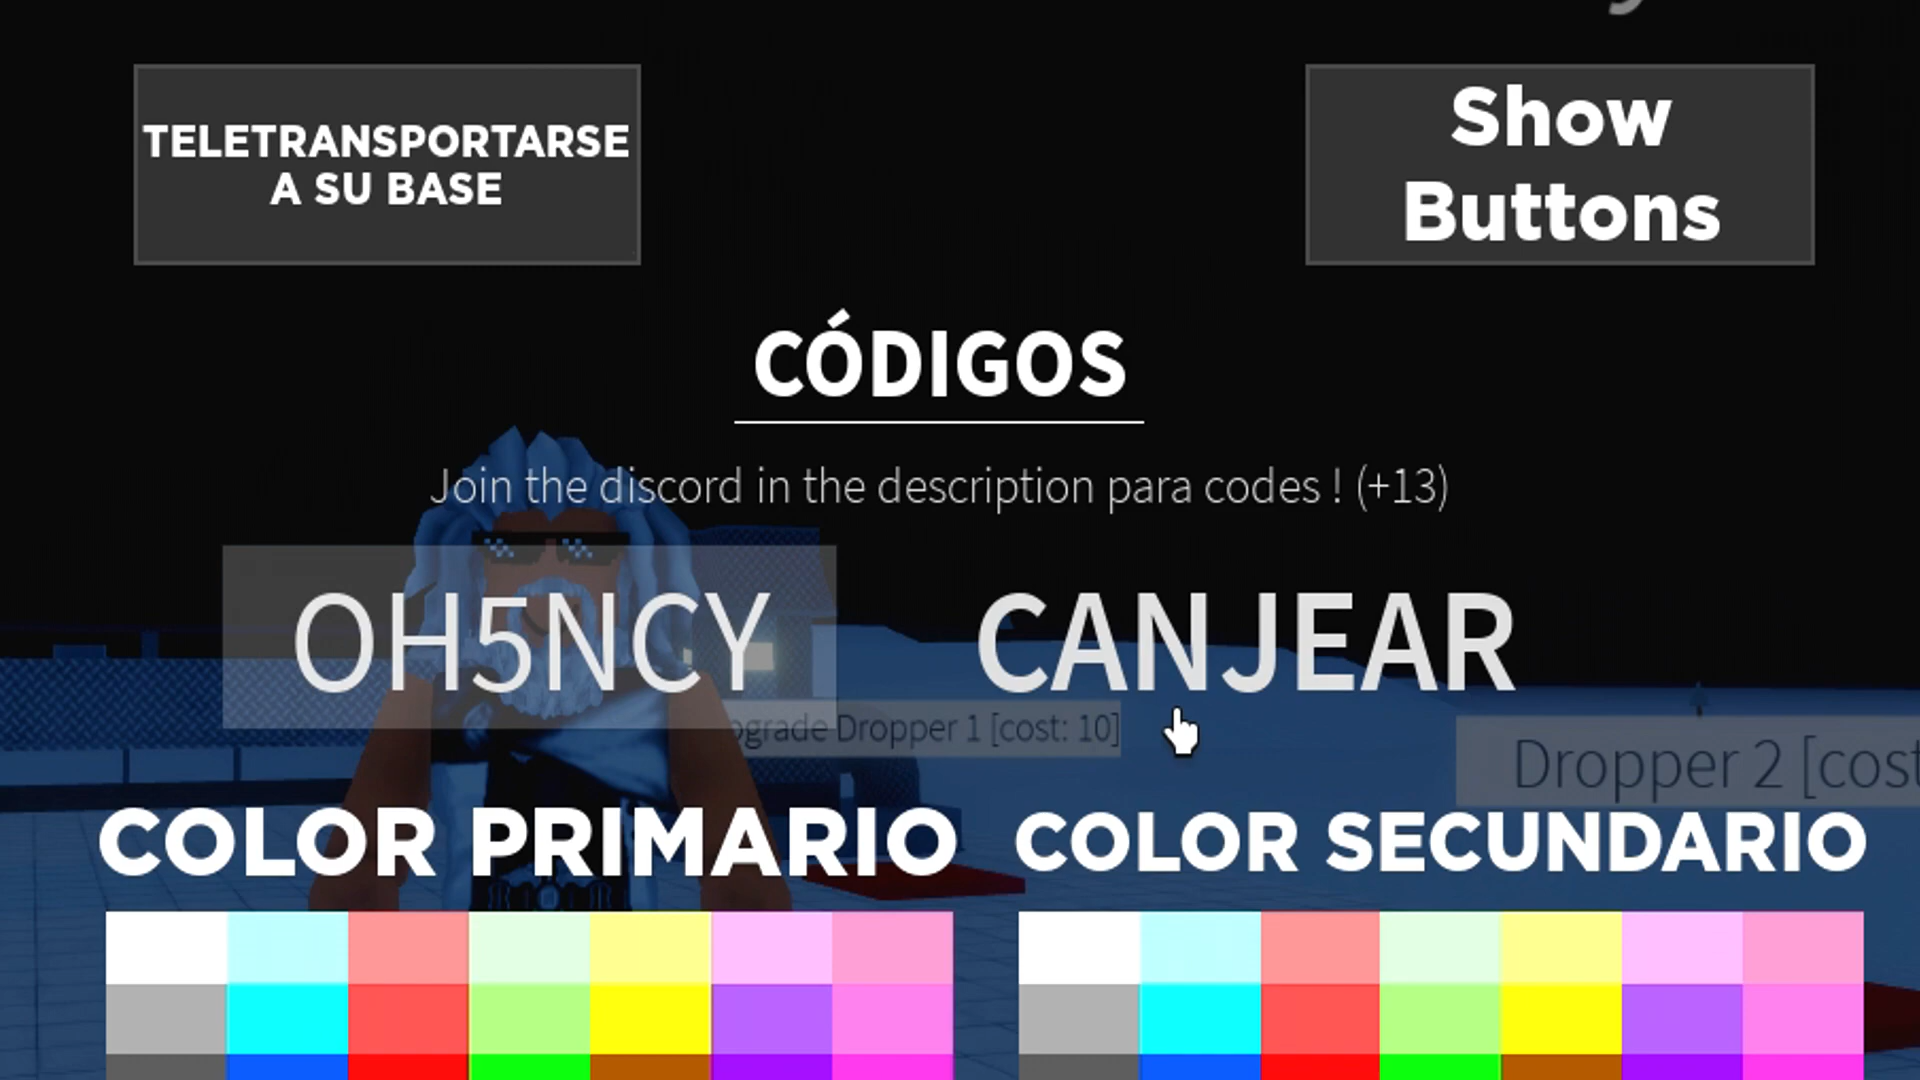 TELETRANSPORTARSE
A SU BASE
Show
Buttons
CÓDIGOS
Join the discord in the description para codes ! (+13)
OH5NCY
CANJEAR
Dropper 1 [cost: 10]
Dropper 2 [cost
COLOR PRIMARIO
COLOR SECUNDARIO